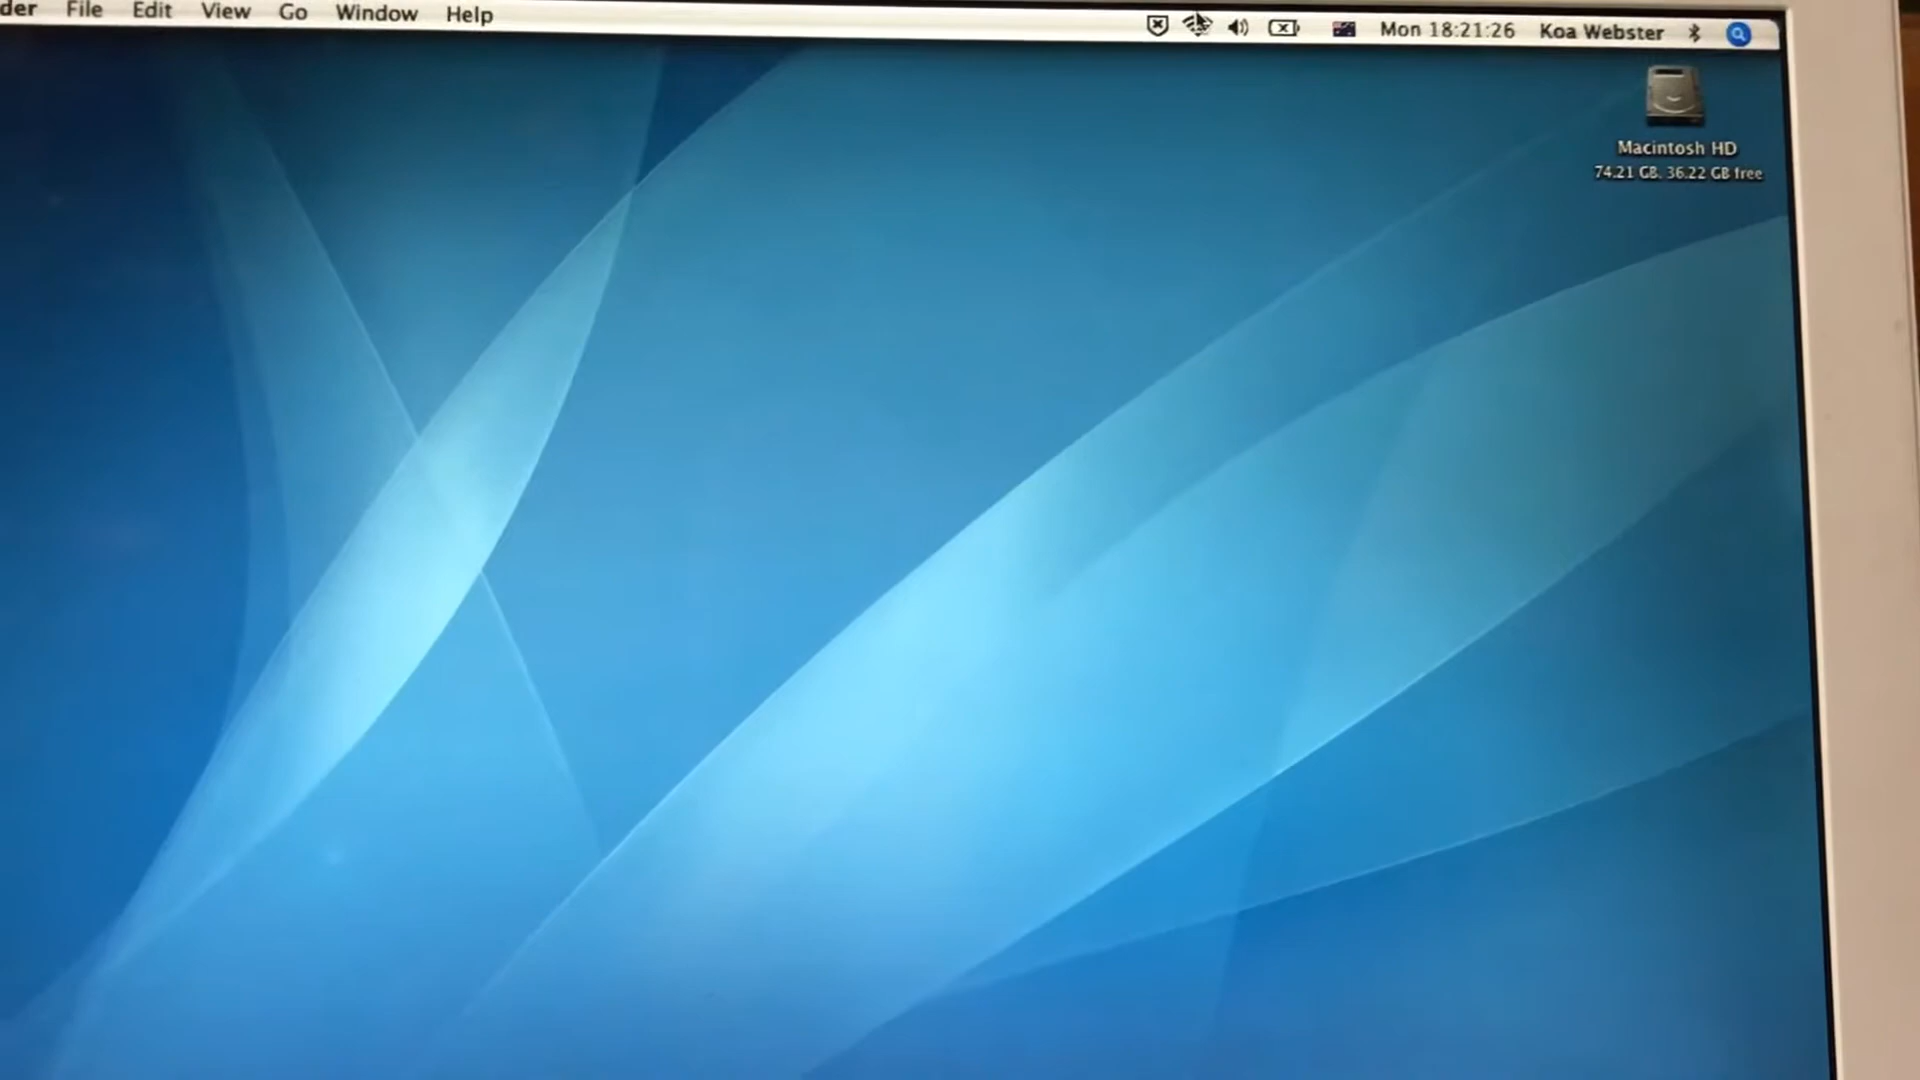 der File Edit View Go Window Help Mon 18:21:26 Koa Webster
Macintosh HD
74.21 GB, 36.22 GB free